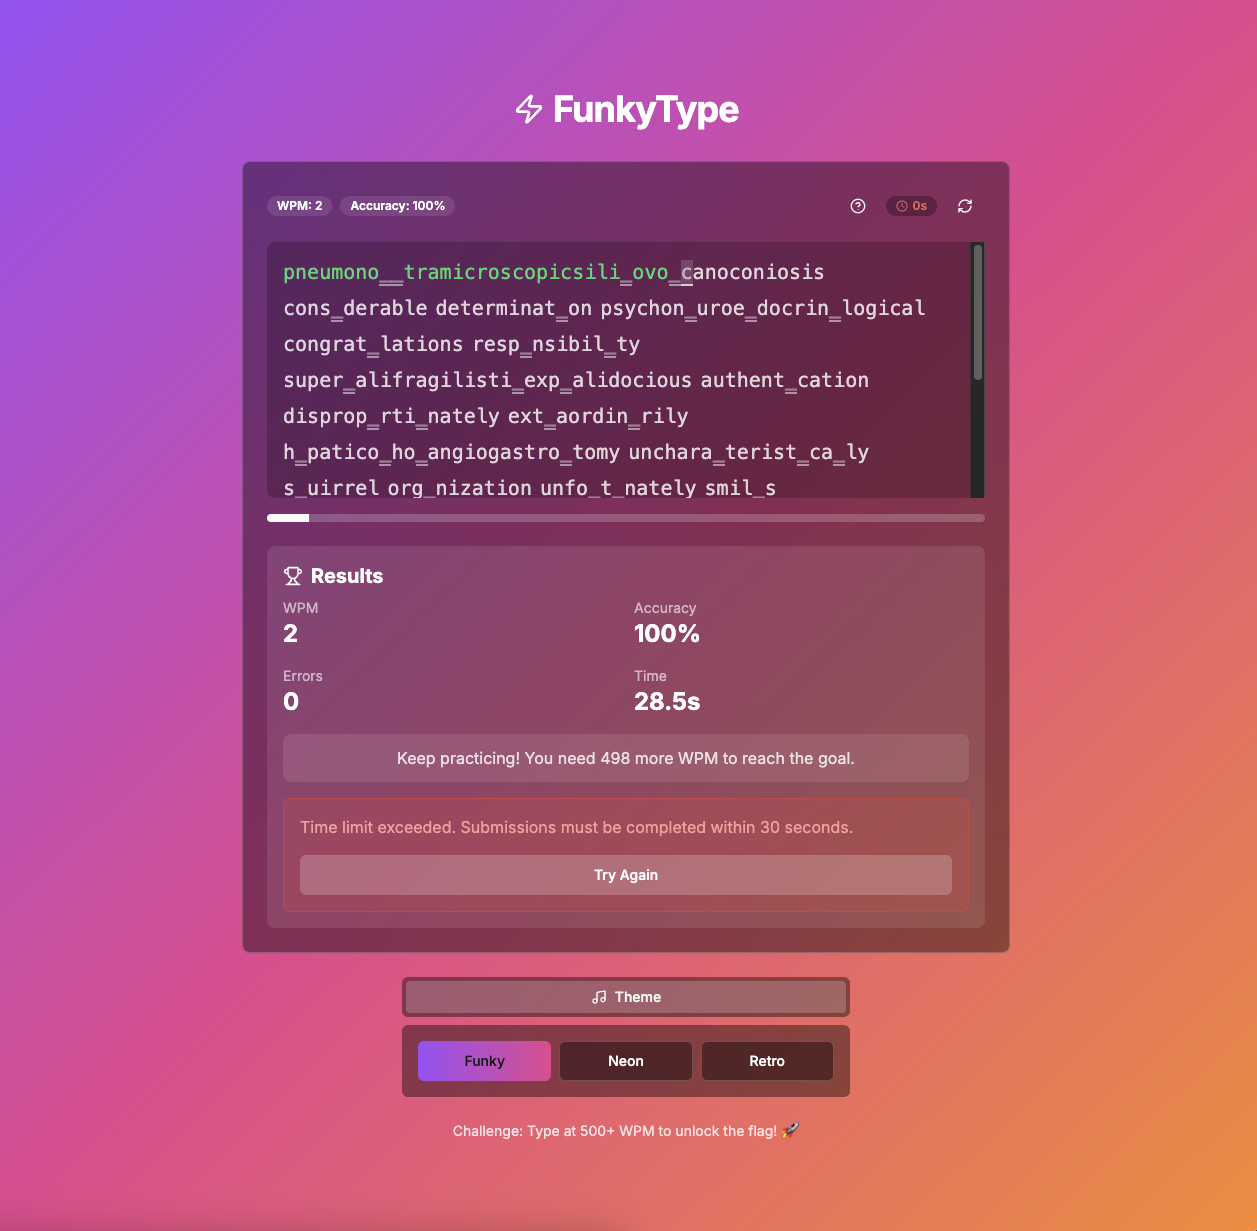 FunkyType
WPM: 2 Accuracy: 100% 0s
pneumono__tramicroscopicsili_ovo_canoconiosis
cons_derable determinat_on psychon_uroe_docrin_logical
congrat_lations resp_nsibil_ty
super_alifragilisti_exp_alidocious authent_cation
disprop_rti_nately ext_aordin_rily
h_patico_ho_angiogastro_tomy unchara_terist_ca_ly
s_uirrel org_nization unfo_t_nately smil_s
Results
WPM Accuracy
2 100%
Errors Time
0 28.5s
Keep practicing! You need 498 more WPM to reach the goal.
Time limit exceeded. Submissions must be completed within 30 seconds.
Try Again
Theme
Funky Neon Retro
Challenge: Type at 500+ WPM to unlock the flag! 🚀